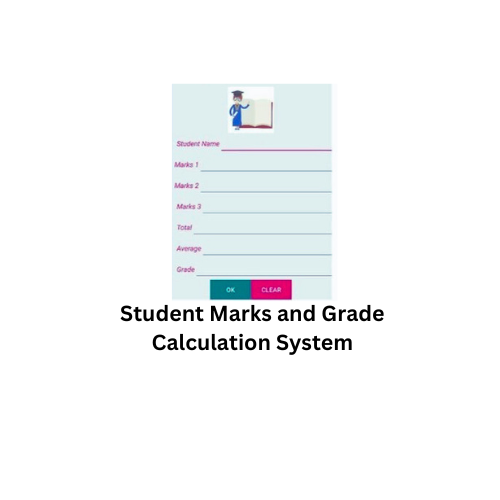 Student Name
Marks 1
Marks 2
Marks 3
Total
Average
Grade
OK CLEAR
Student Marks and Grade
Calculation System